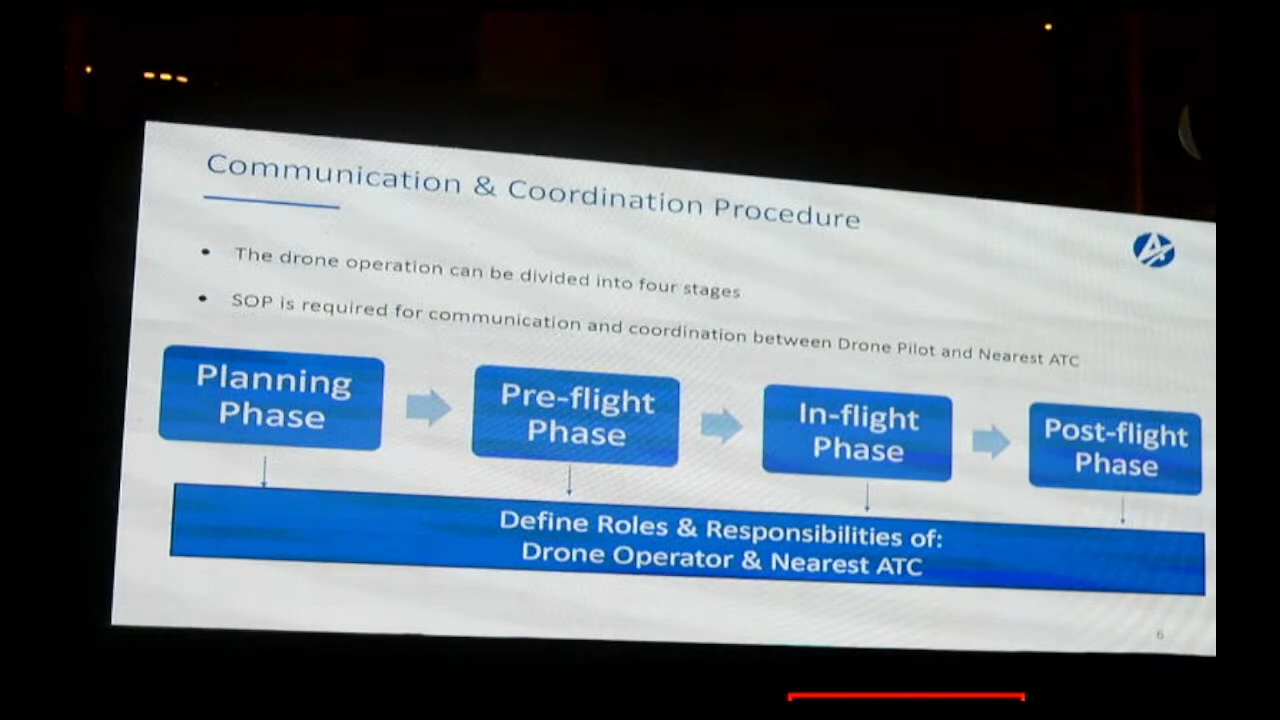 Communication & Coordination Procedure
• The drone operation can be divided into four stages
• SOP is required for communication and coordination between Drone Pilot and Nearest ATC
Planning
Phase
Pre-flight
Phase
In-flight
Phase
Post-flight
Phase
Define Roles & Responsibilities of:
Drone Operator & Nearest ATC
6